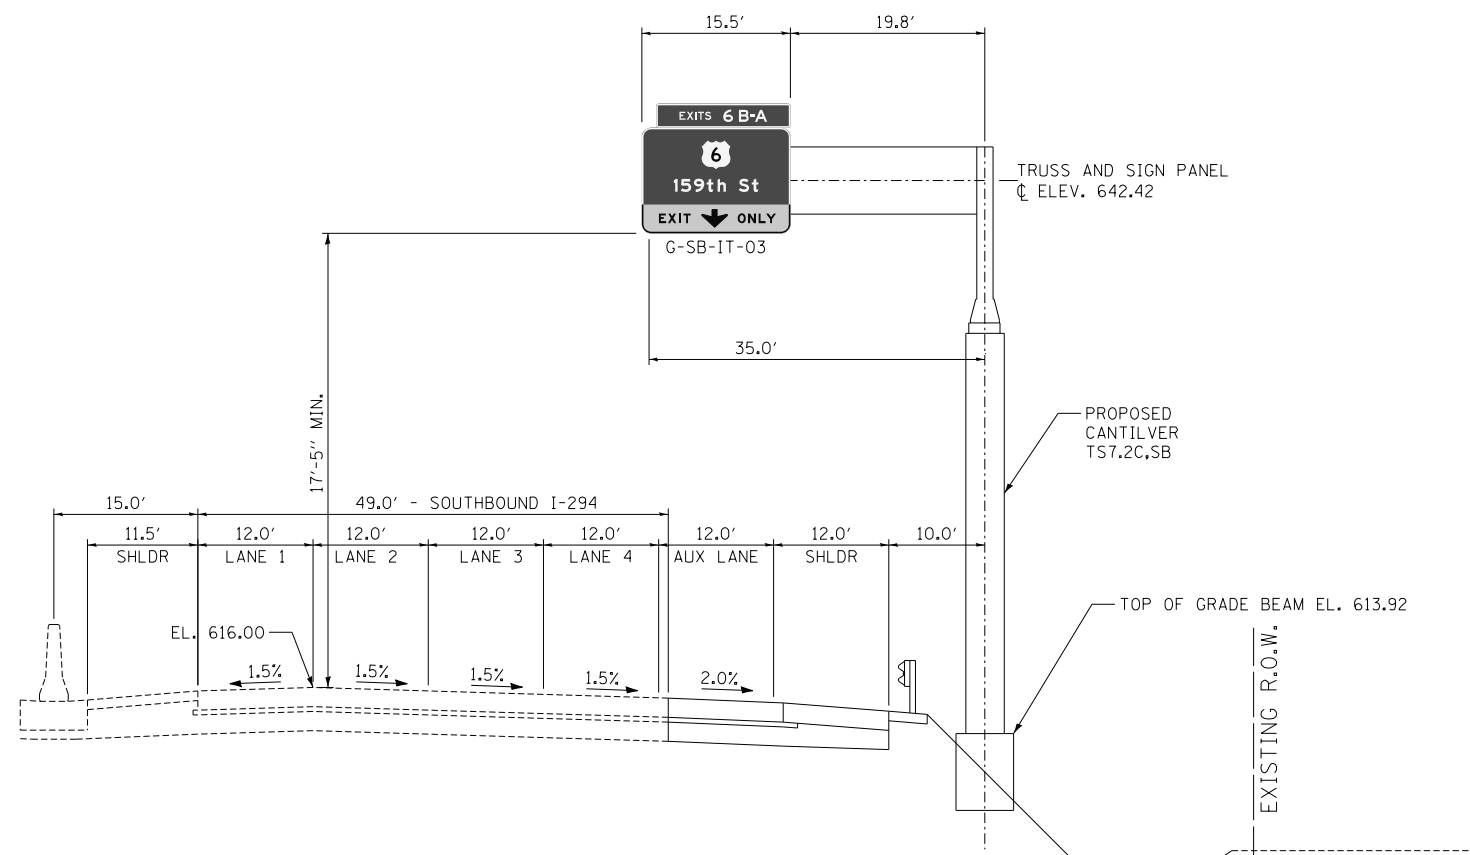 15.5′
19.8′
EXITS 6 B-A
6
159th St
EXIT ONLY
G-SB-IT-03
TRUSS AND SIGN PANEL
℄ ELEV. 642.42
35.0′
17′-5″ MIN.
PROPOSED
CANTILVER
TS7.2C,SB
15.0′
49.0′ - SOUTHBOUND I-294
11.5′
SHLDR
12.0′
LANE 1
12.0′
LANE 2
12.0′
LANE 3
12.0′
LANE 4
12.0′
AUX LANE
12.0′
SHLDR
10.0′
TOP OF GRADE BEAM EL. 613.92
EL. 616.00
1.5%
1.5%
1.5%
1.5%
2.0%
EXISTING R.O.W.